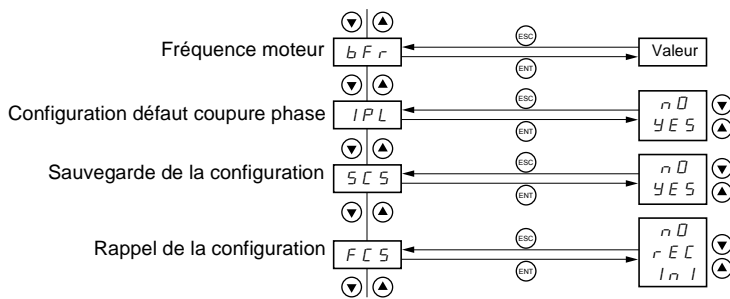 ESC
Fréquence moteur bFr Valeur
ENT
ESC
Configuration défaut coupure phase IPL nO
YES
ENT
ESC
Sauvegarde de la configuration SCS nO
YES
ENT
nO
ESC
Rappel de la configuration FCS rEC
ENT
InI